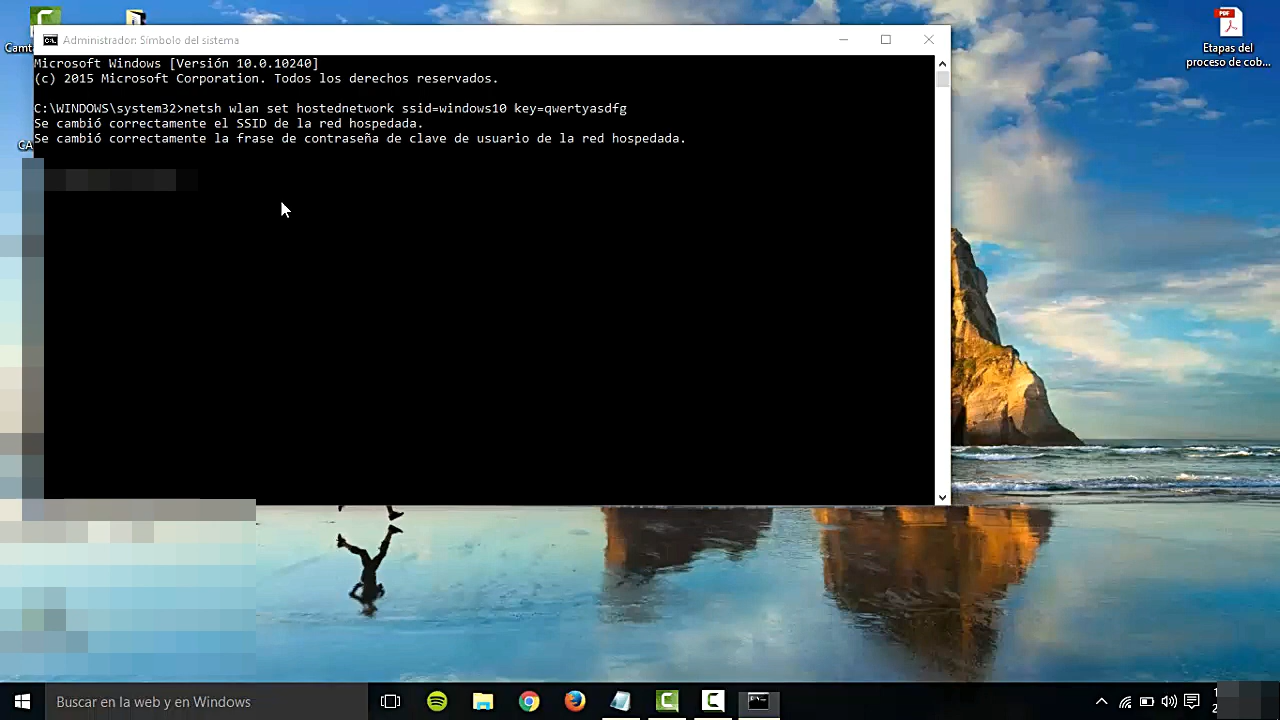 Camta
Etapas del
proceso de cob...
Administrador: Símbolo del sistema
Microsoft Windows [Versión 10.0.10240]
(c) 2015 Microsoft Corporation. Todos los derechos reservados.
C:\WINDOWS\system32>netsh wlan set hostednetwork ssid=windows10 key=qwertyasdfg
Se cambió correctamente el SSID de la red hospedada.
Se cambió correctamente la frase de contraseña de clave de usuario de la red hospedada.
CA
Buscar en la web y en Windows